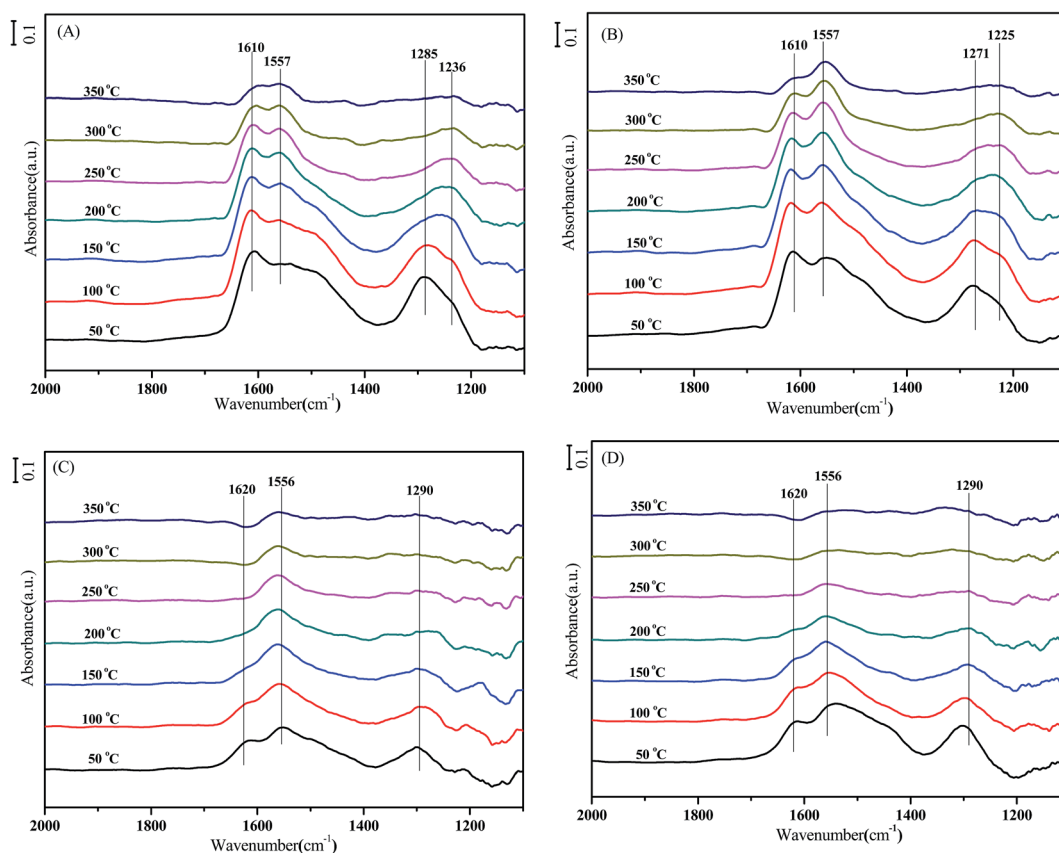 0.1
(A)
1610
1557
1285
1236
350 °C
300 °C
250 °C
200 °C
150 °C
100 °C
50 °C
Absorbance(a.u.)
2000
1800
1600
1400
1200
Wavenumber(cm⁻¹)
0.1
(B)
1610
1557
1271
1225
350 °C
300 °C
250 °C
200 °C
150 °C
100 °C
50 °C
Absorbance(a.u.)
2000
1800
1600
1400
1200
Wavenumber(cm⁻¹)
0.1
(C)
1620
1556
1290
350 °C
300 °C
250 °C
200 °C
150 °C
100 °C
50 °C
Absorbance(a.u.)
2000
1800
1600
1400
1200
Wavenumber(cm⁻¹)
0.1
(D)
1620
1556
1290
350 °C
300 °C
250 °C
200 °C
150 °C
100 °C
50 °C
Absorbance(a.u.)
2000
1800
1600
1400
1200
Wavenumber(cm⁻¹)